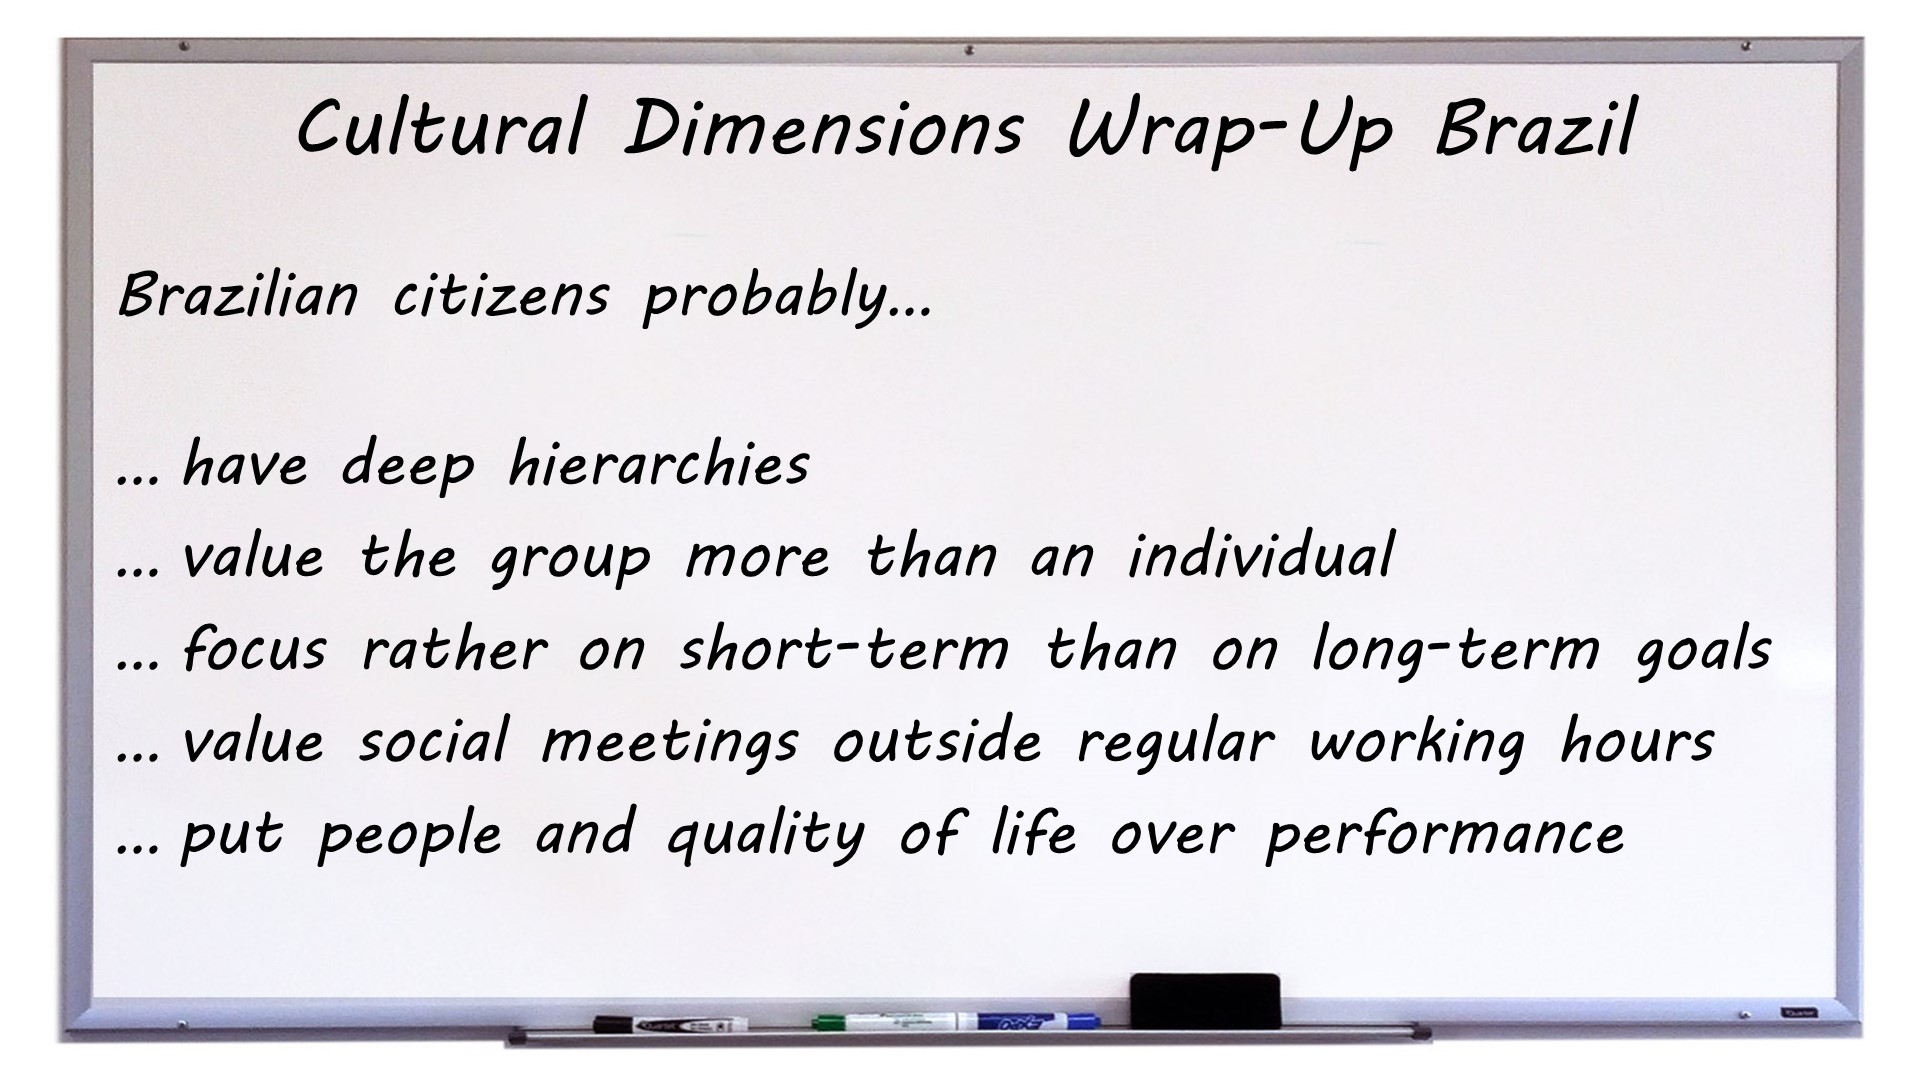 Cultural Dimensions Wrap-Up Brazil
Brazilian citizens probably...
... have deep hierarchies
... value the group more than an individual
... focus rather on short-term than on long-term goals
... value social meetings outside regular working hours
... put people and quality of life over performance